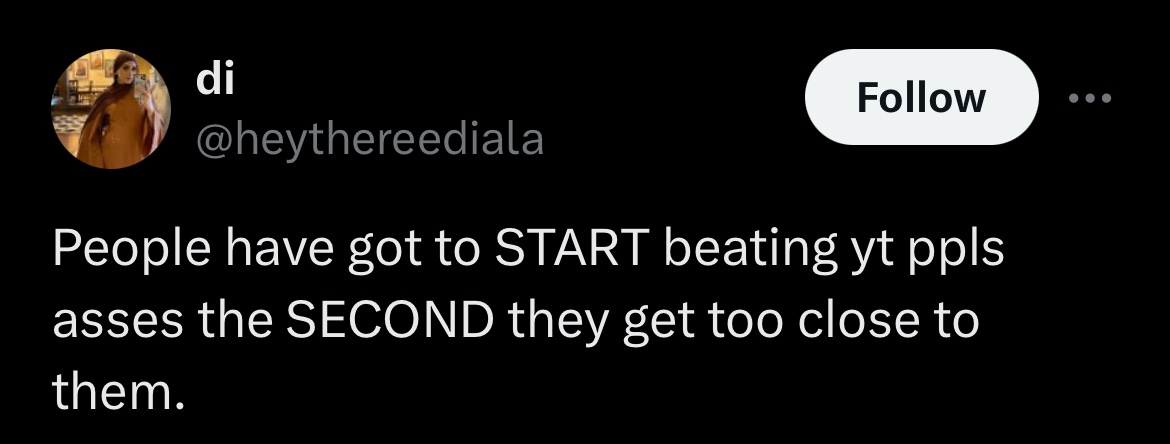 di
Follow
@heythereediala
People have got to START beating yt ppls
asses the SECOND they get too close to
them.